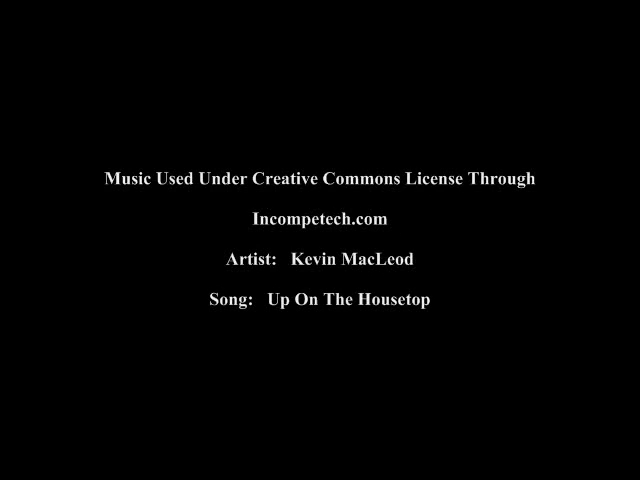 Music Used Under Creative Commons License Through
Incompetech.com
Artist: Kevin MacLeod
Song: Up On The Housetop